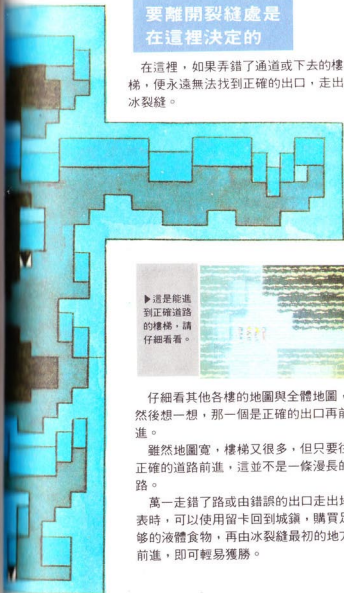 要離開裂縫處是
在這裡決定的
在這裡，如果弄錯了通道或下去的樓
梯，便永遠無法找到正確的出口，走出
冰裂縫。
▶這是能進
到正確道路
的樓梯，請
仔細看看。
仔細看其他各樓的地圖與全體地圖，
然後想一想，那一個是正確的出口再前
進。
雖然地圖寬，樓梯又很多，但只要往
正確的道路前進，這並不是一條漫長的
路。
萬一走錯了路或由錯誤的出口走出地
表時，可以使用留卡回到城鎮，購買足
夠的液體食物，再由冰裂縫最初的地方
前進，即可輕易獲勝。